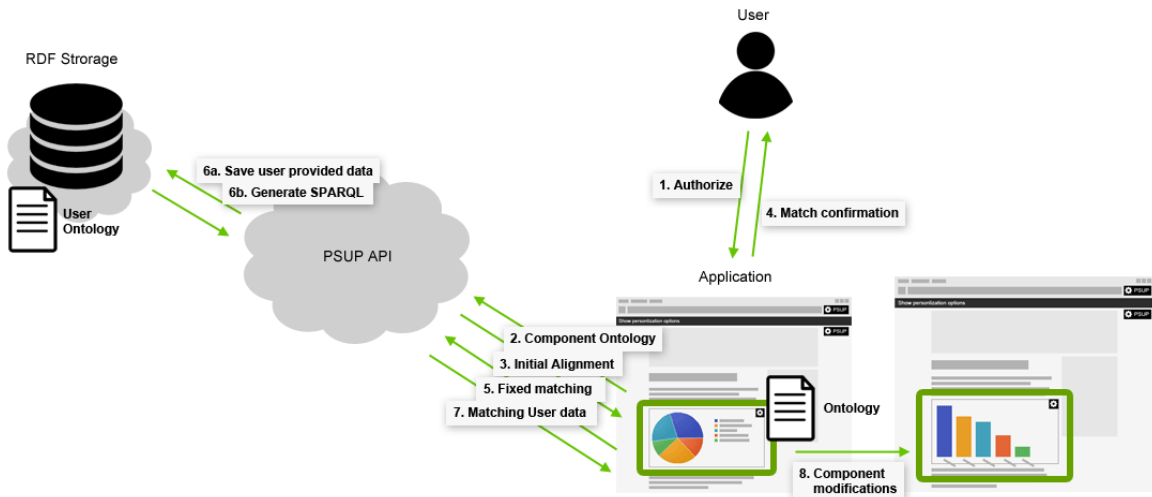 User
RDF Strorage
6a. Save user provided data
6b. Generate SPARQL
1. Authorize
User
Ontology
4. Match confirmation
PSUP API
Application
PSUP
PSUP
Show personlization options
Show personlization options
PSUP
PSUP
2. Component Ontology
3. Initial Alignment
5. Fixed matching
7. Matching User data
Ontology
8. Component
modifications